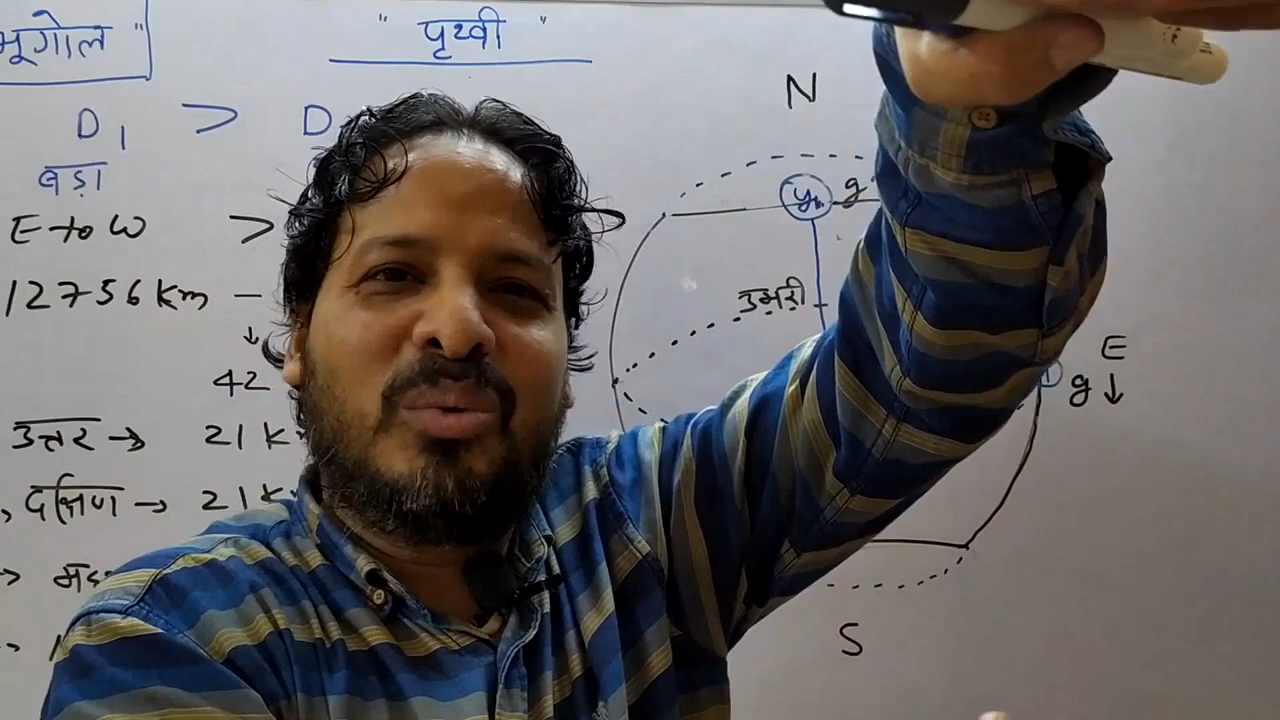 भूगोल"
" पृथ्वी "
D1 > D
बड़ा
E to W >
12756 km –
↓
42
उत्तर → 21 K
, दक्षिण → 21 K
→
→
N
g
उभरी
E
g ↓
S